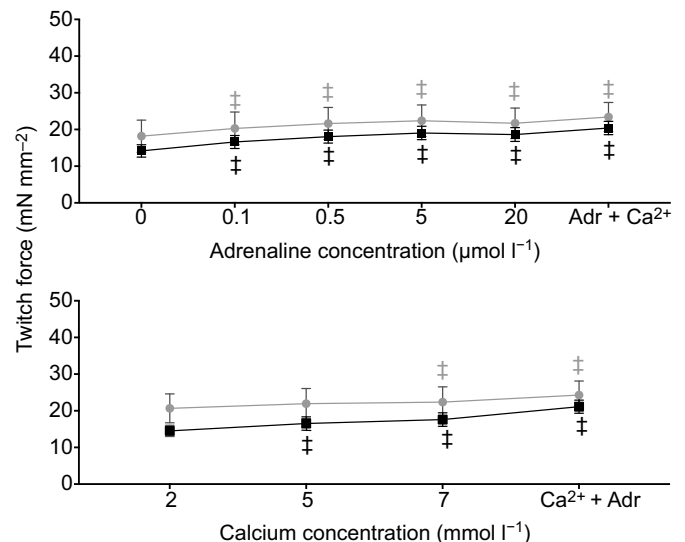 Twitch force (mN mm⁻²)
50
40
30
20
10
0
‡ ‡ ‡ ‡ ‡
‡ ‡ ‡ ‡ ‡
0 0.1 0.5 5 20 Adr + Ca²⁺
Adrenaline concentration (µmol l⁻¹)
50
40
30
20
10
0
‡ ‡
‡ ‡ ‡
2 5 7 Ca²⁺ + Adr
Calcium concentration (mmol l⁻¹)